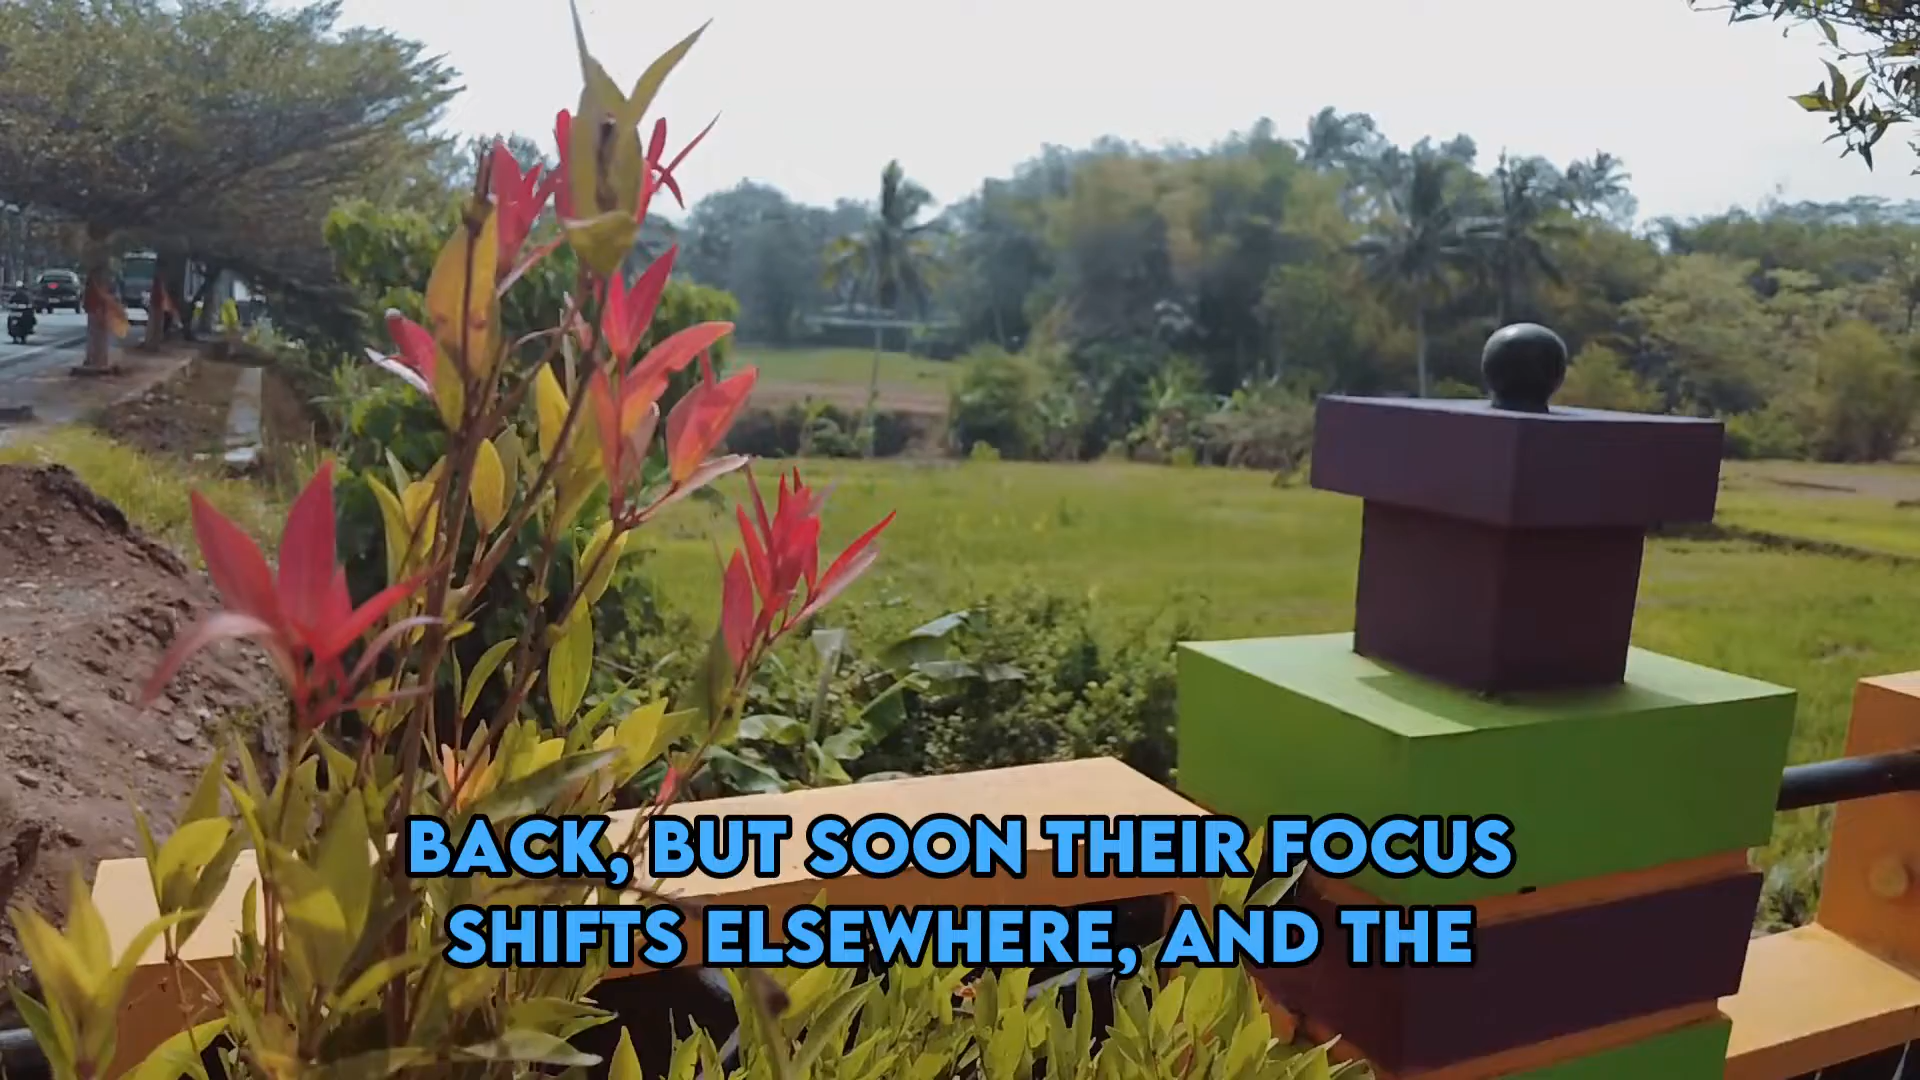 BACK, BUT SOON THEIR FOCUS
SHIFTS ELSEWHERE, AND THE